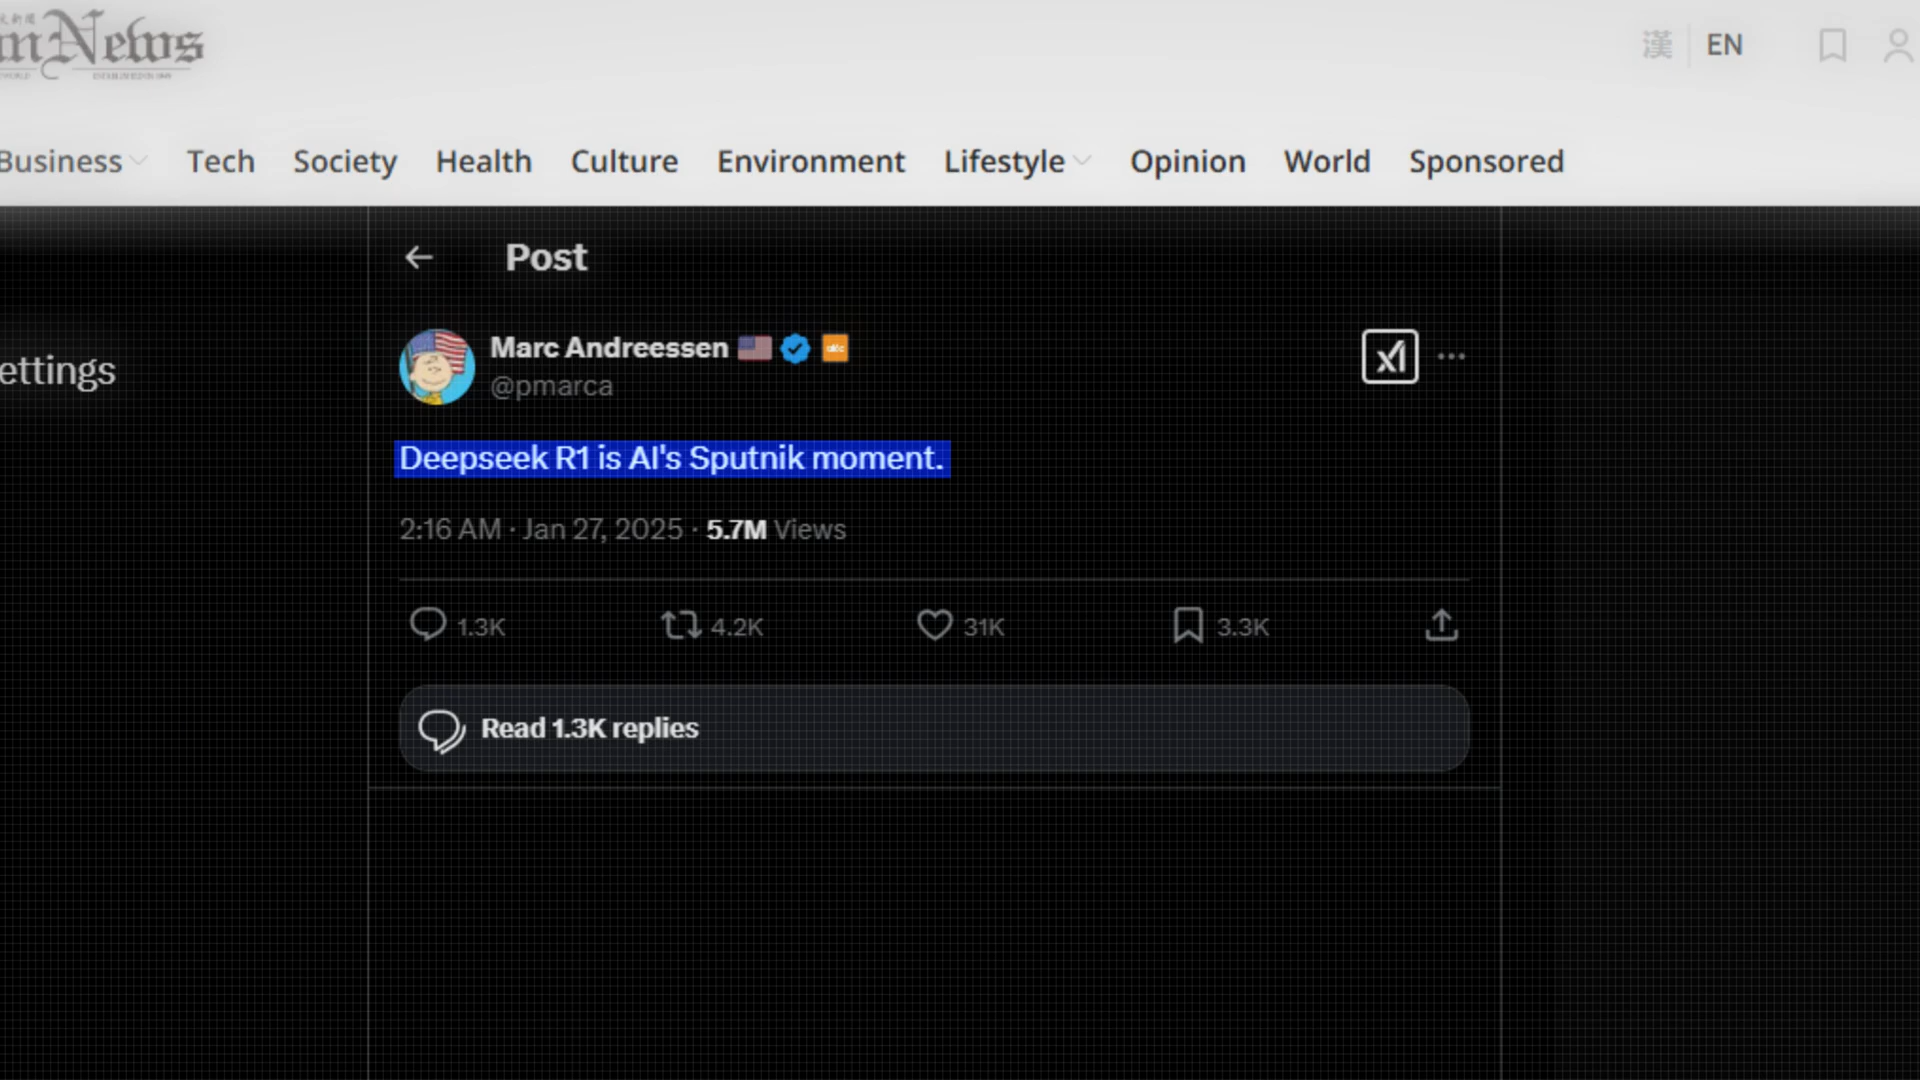 News
漢 EN
Business Tech Society Health Culture Environment Lifestyle Opinion World Sponsored
Post
ettings
Marc Andreessen
@pmarca
Deepseek R1 is AI's Sputnik moment.
2:16 AM · Jan 27, 2025 · 5.7M Views
1.3K 4.2K 31K 3.3K
Read 1.3K replies